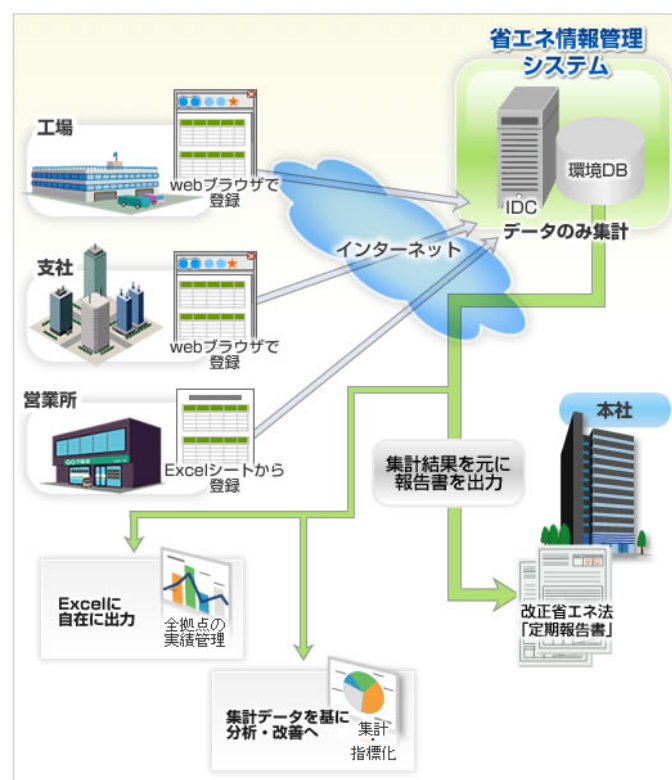 省エネ情報管理
システム
工場
webブラウザで
登録
環境DB
IDC
データのみ集計
インターネット
支社
webブラウザで
登録
営業所
Excelシートから
登録
本社
集計結果を元に
報告書を出力
Excelに
自在に出力
全拠点の
実績管理
改正省エネ法
「定期報告書」
集計データを基に
分析・改善へ
集計
・
指標化